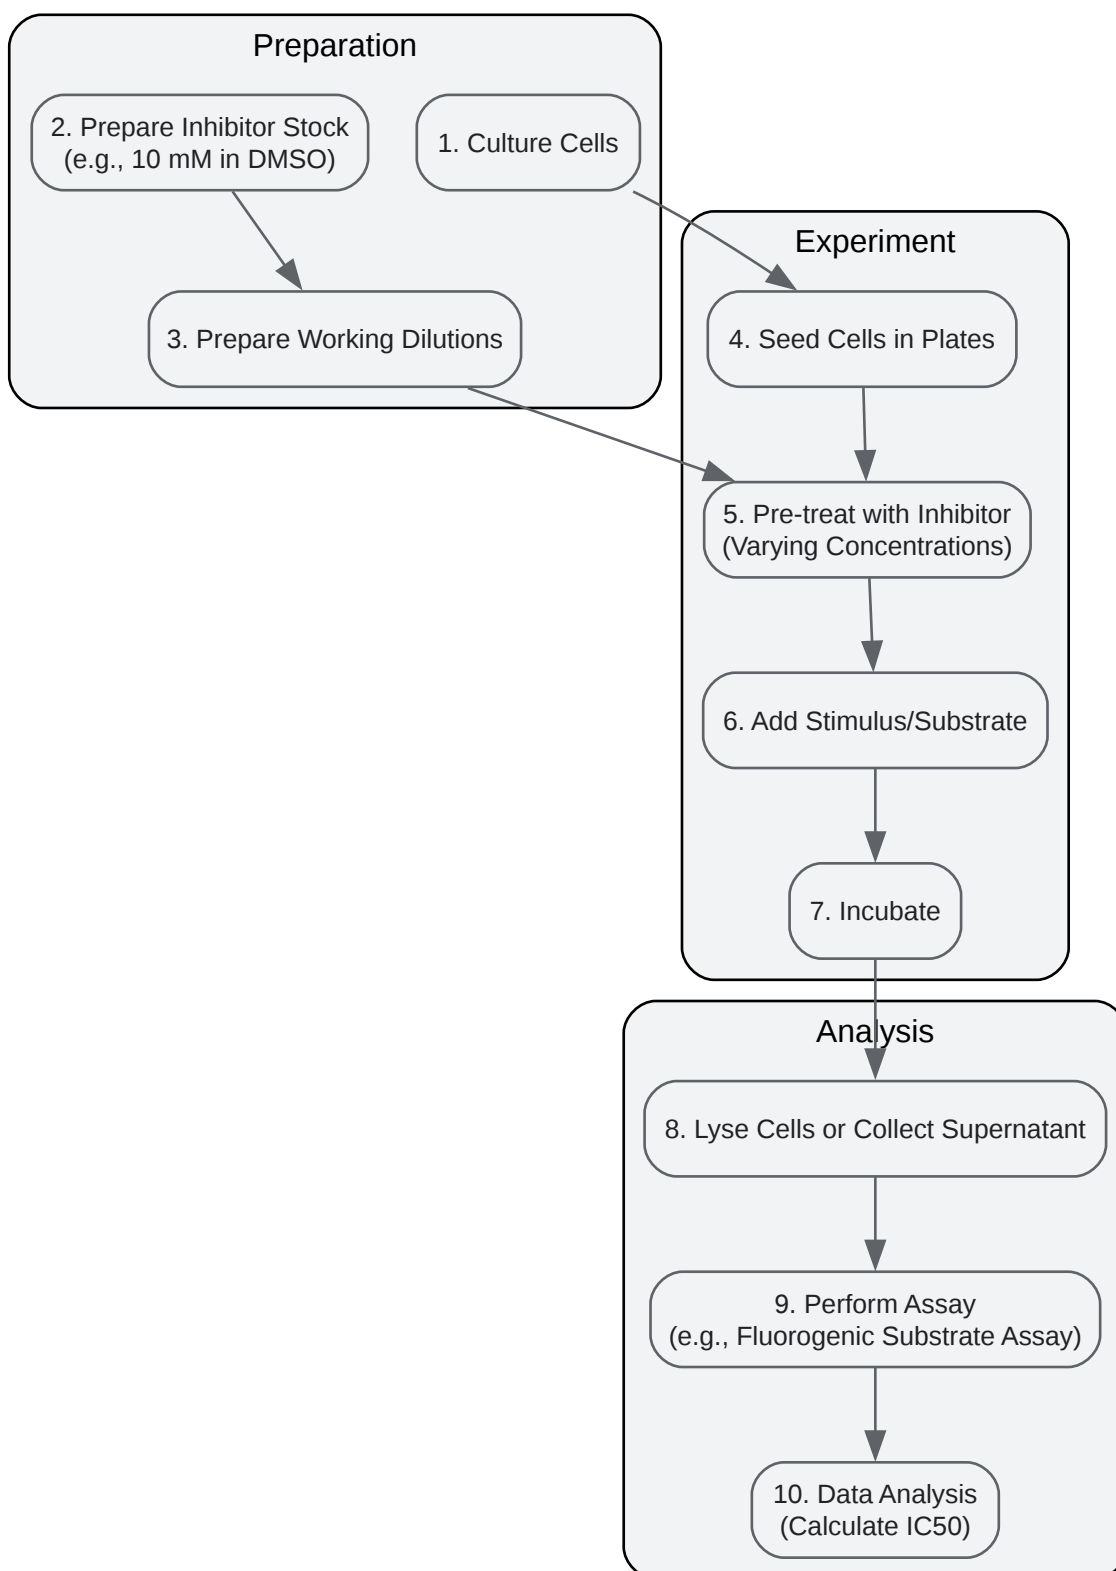 Preparation
2. Prepare Inhibitor Stock
(e.g., 10 mM in DMSO)
1. Culture Cells
3. Prepare Working Dilutions
Experiment
4. Seed Cells in Plates
5. Pre-treat with Inhibitor
(Varying Concentrations)
6. Add Stimulus/Substrate
7. Incubate
Analysis
8. Lyse Cells or Collect Supernatant
9. Perform Assay
(e.g., Fluorogenic Substrate Assay)
10. Data Analysis
(Calculate IC50)